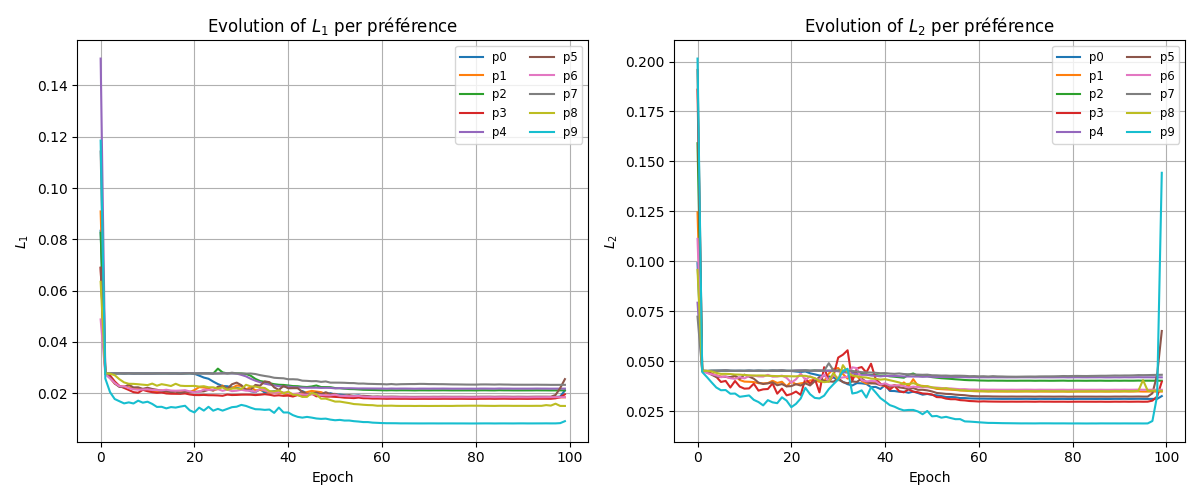 Evolution of L₁ per préférence
L₁
0.14
0.12
0.10
0.08
0.06
0.04
0.02
0 20 40 60 80 100
Epoch
p0 p5
p1 p6
p2 p7
p3 p8
p4 p9
Evolution of L₂ per préférence
L₂
0.200
0.175
0.150
0.125
0.100
0.075
0.050
0.025
0 20 40 60 80 100
Epoch
p0 p5
p1 p6
p2 p7
p3 p8
p4 p9